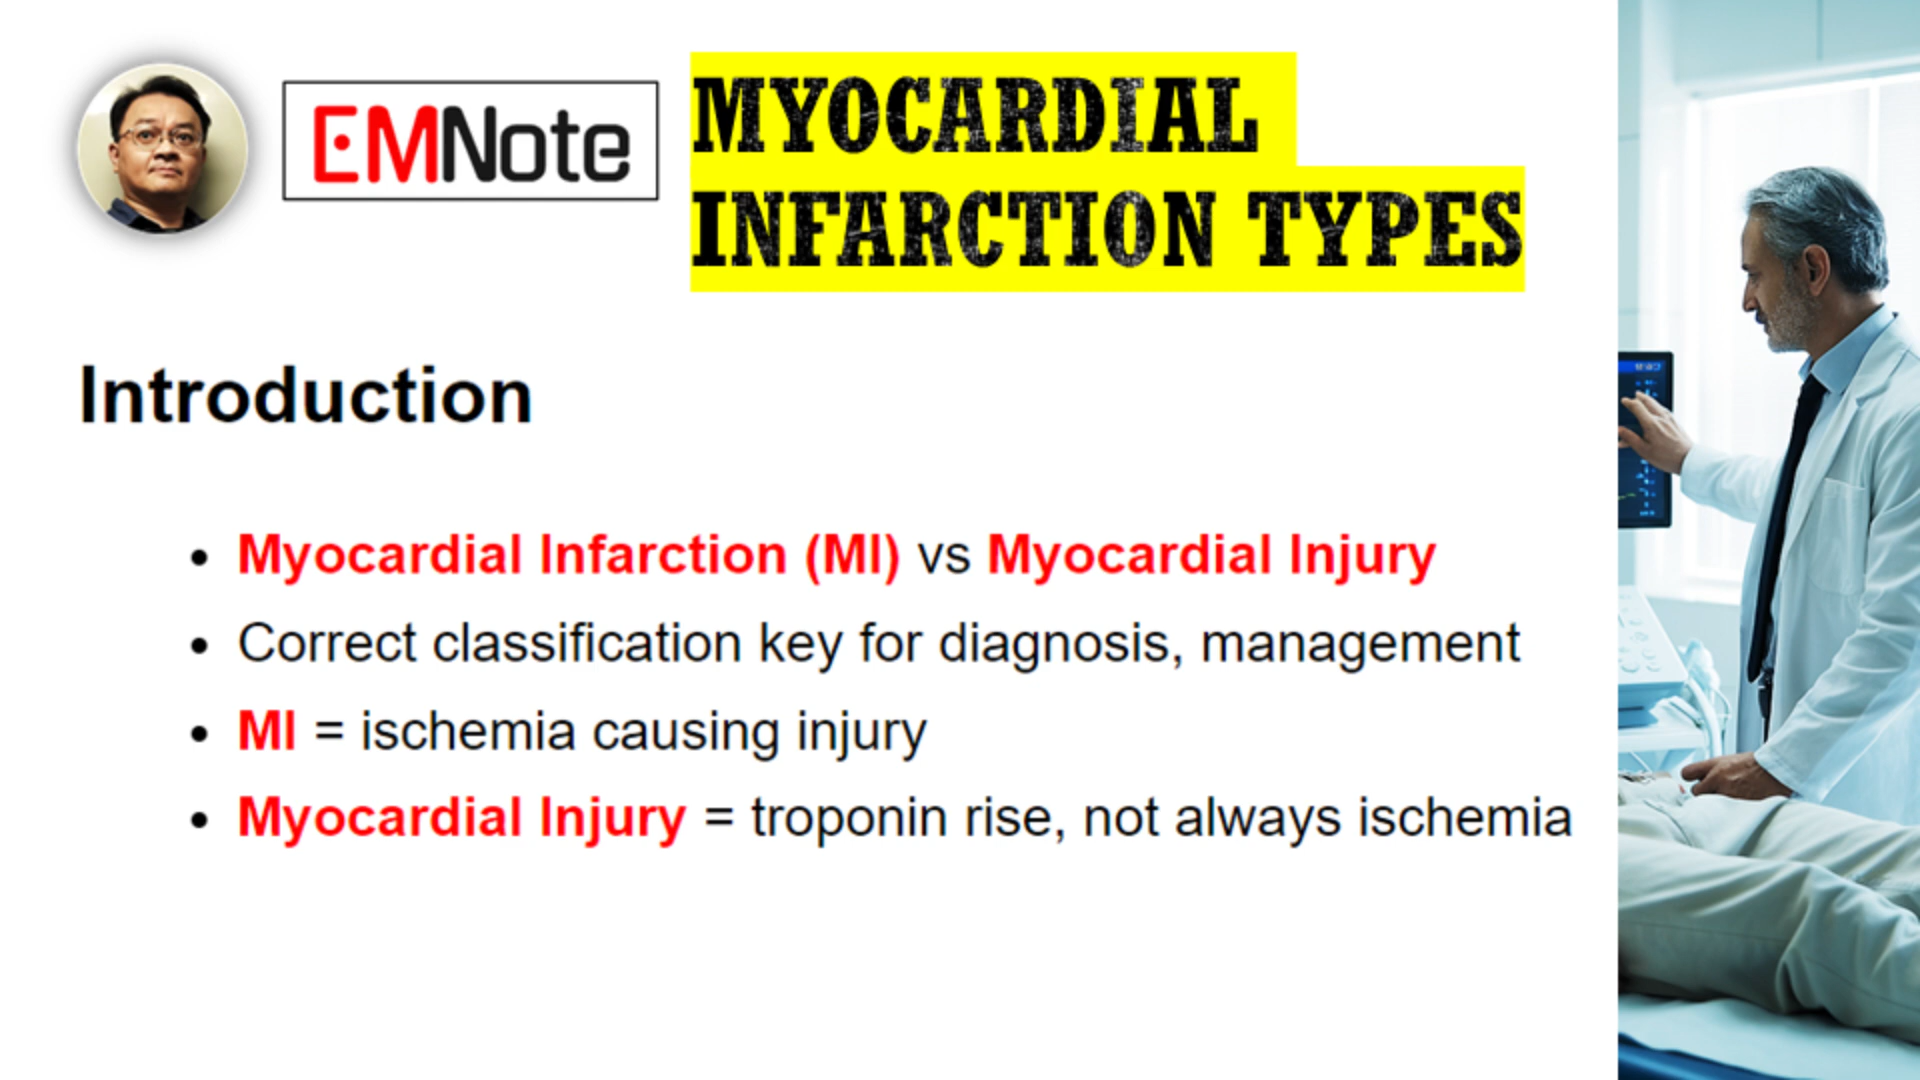 EMNote
MYOCARDIAL
INFARCTION TYPES
Introduction
• Myocardial Infarction (MI) vs Myocardial Injury
• Correct classification key for diagnosis, management
• MI = ischemia causing injury
• Myocardial Injury = troponin rise, not always ischemia